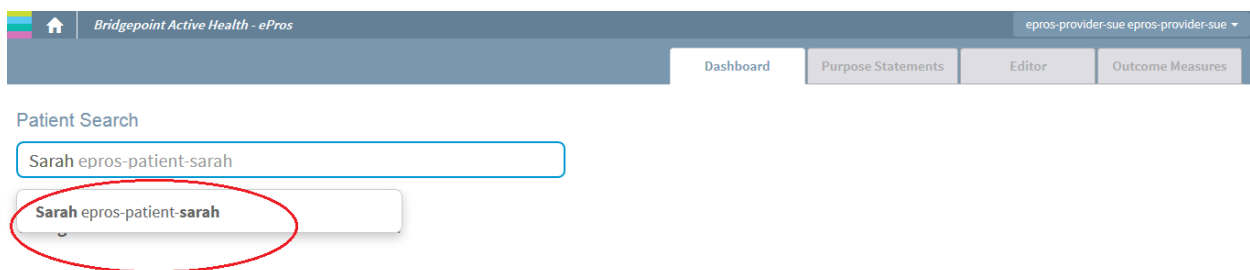 Bridgepoint Active Health - ePros
epros-provider-sue epros-provider-sue
Dashboard
Purpose Statements
Editor
Outcome Measures
Patient Search
Sarah epros-patient-sarah
Sarah epros-patient-sarah